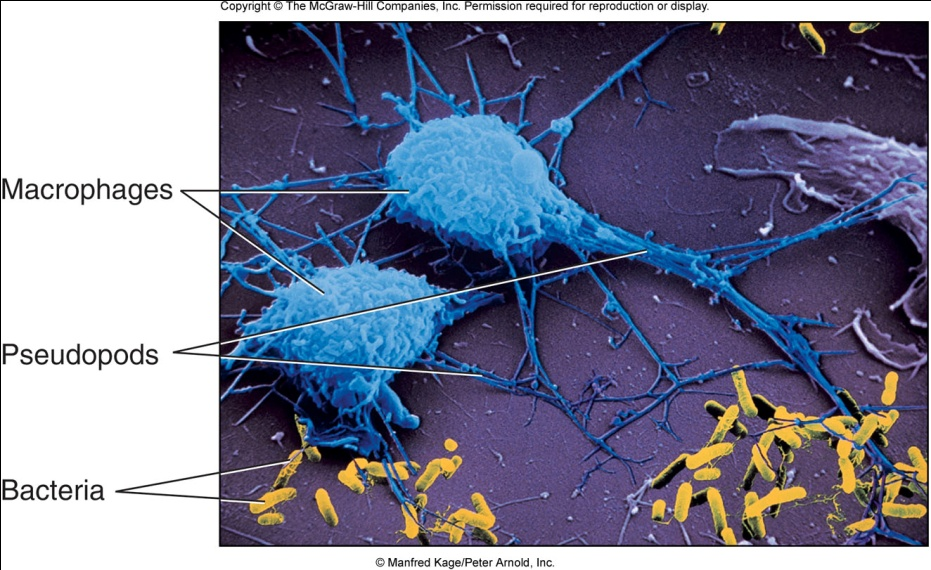 Copyright © The McGraw-Hill Companies, Inc. Permission required for reproduction or display.
Macrophages
Pseudopods
Bacteria
© Manfred Kage/Peter Arnold, Inc.